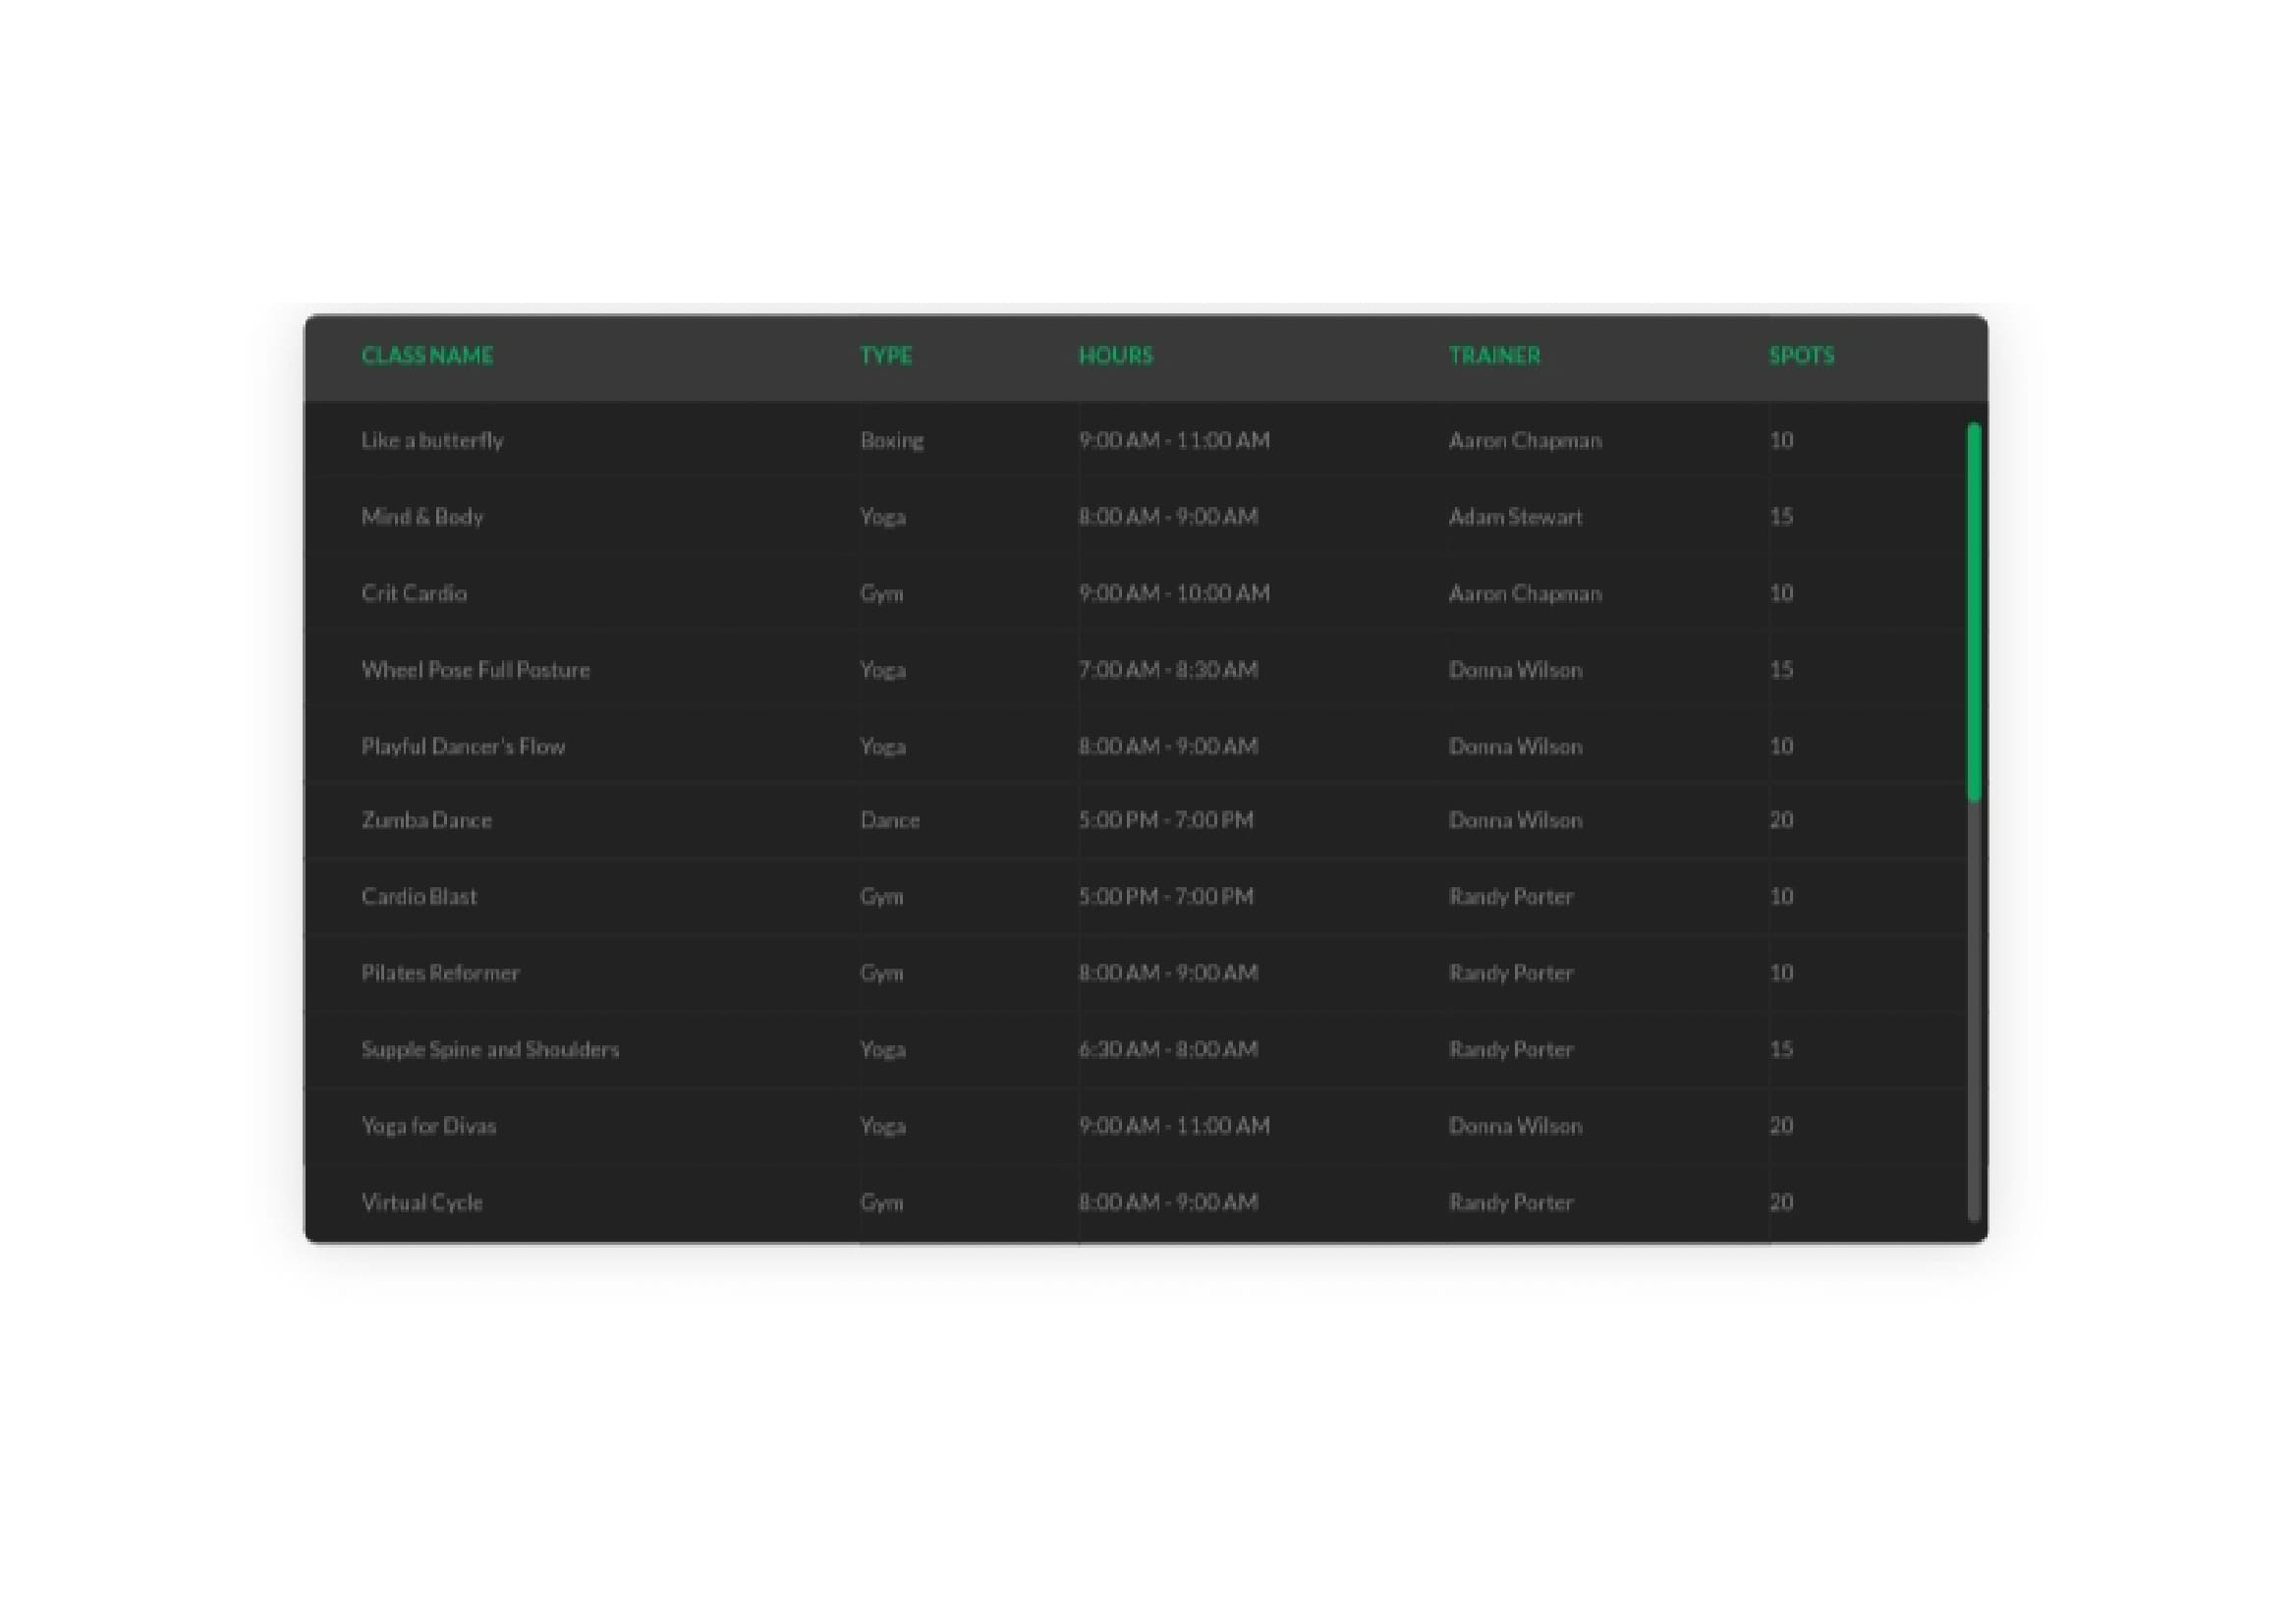 CLASS NAME TYPE HOURS TRAINER SPOTS
Like a butterfly Boxing 9:00 AM - 11:00 AM Aaron Chapman 10
Mind & Body Yoga 8:00 AM - 9:00 AM Adam Stewart 15
Crit Cardio Gym 9:00 AM - 10:00 AM Aaron Chapman 10
Wheel Pose Full Posture Yoga 7:00 AM - 8:30 AM Donna Wilson 15
Playful Dancer's Flow Yoga 8:00 AM - 9:00 AM Donna Wilson 10
Zumba Dance Dance 5:00 PM - 7:00 PM Donna Wilson 20
Cardio Blast Gym 5:00 PM - 7:00 PM Randy Porter 10
Pilates Reformer Gym 8:00 AM - 9:00 AM Randy Porter 10
Supple Spine and Shoulders Yoga 6:30 AM - 8:00 AM Randy Porter 15
Yoga for Divas Yoga 9:00 AM - 11:00 AM Donna Wilson 20
Virtual Cycle Gym 8:00 AM - 9:00 AM Randy Porter 20